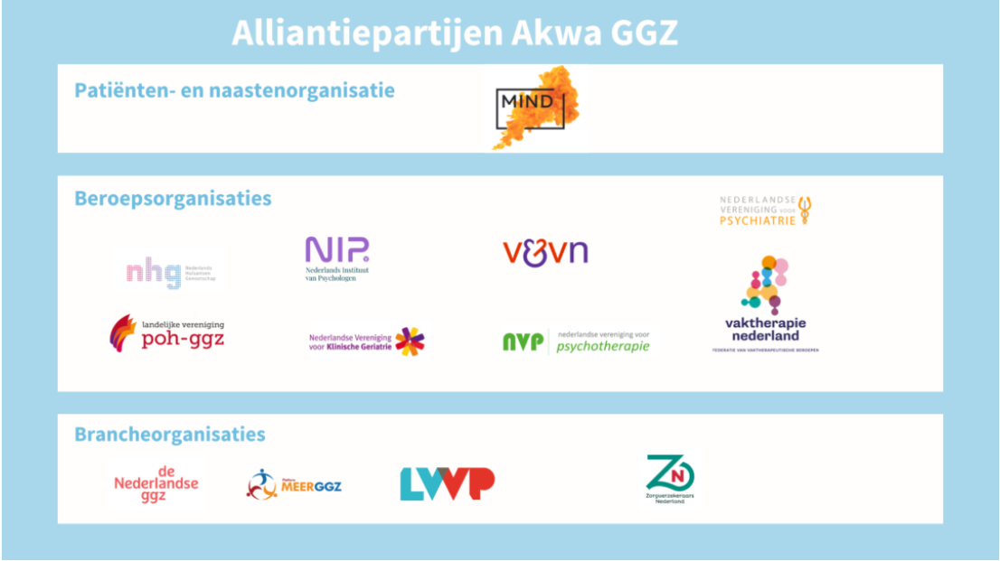 Alliantiepartijen Akwa GGZ
Patiënten- en naastenorganisatie
MIND
Beroepsorganisaties
NEDERLANDSE
VERENIGING VOOR
PSYCHIATRIE
nhg
Nederlands
Huisartsen
Genootschap
NIP.
Nederlands Instituut
van Psychologen
v&vn
vaktherapie
nederland
FEDERATIE VAN VAKTHERAPEUTISCHE BEROEPEN
landelijke vereniging
poh-ggz
Nederlandse Vereniging
voor Klinische Geriatrie
NVP
nederlandse vereniging voor
psychotherapie
Brancheorganisaties
de
Nederlandse
ggz
Platform
MEERGGZ
LVVP
ZN
Zorgverzekeraars
Nederland